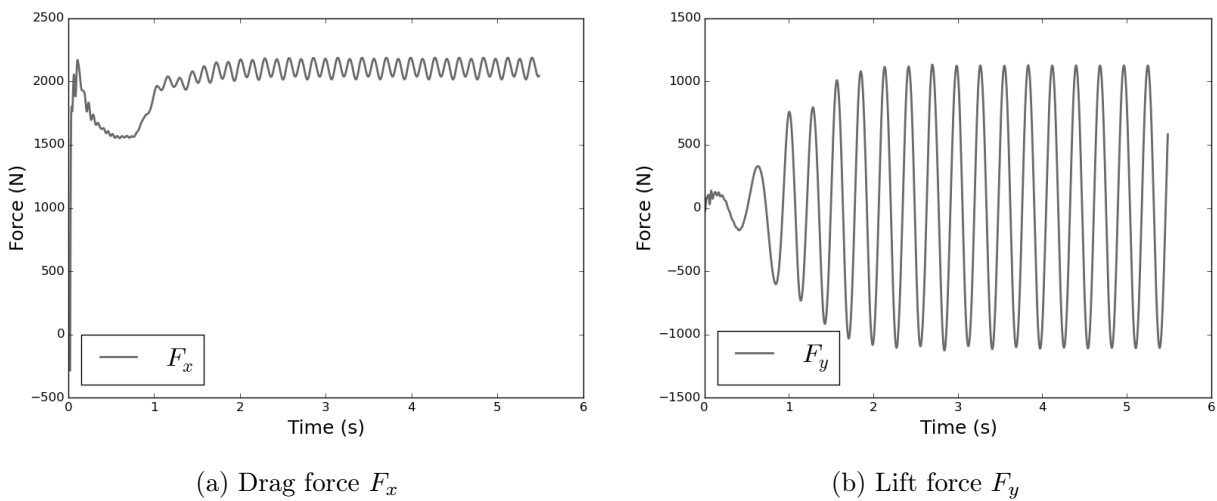 2500
2000
1500
1000
500
0
−500
Force (N)
F_x
0 1 2 3 4 5 6
Time (s)
(a) Drag force F_x
1500
1000
500
0
−500
−1000
−1500
Force (N)
F_y
0 1 2 3 4 5 6
Time (s)
(b) Lift force F_y